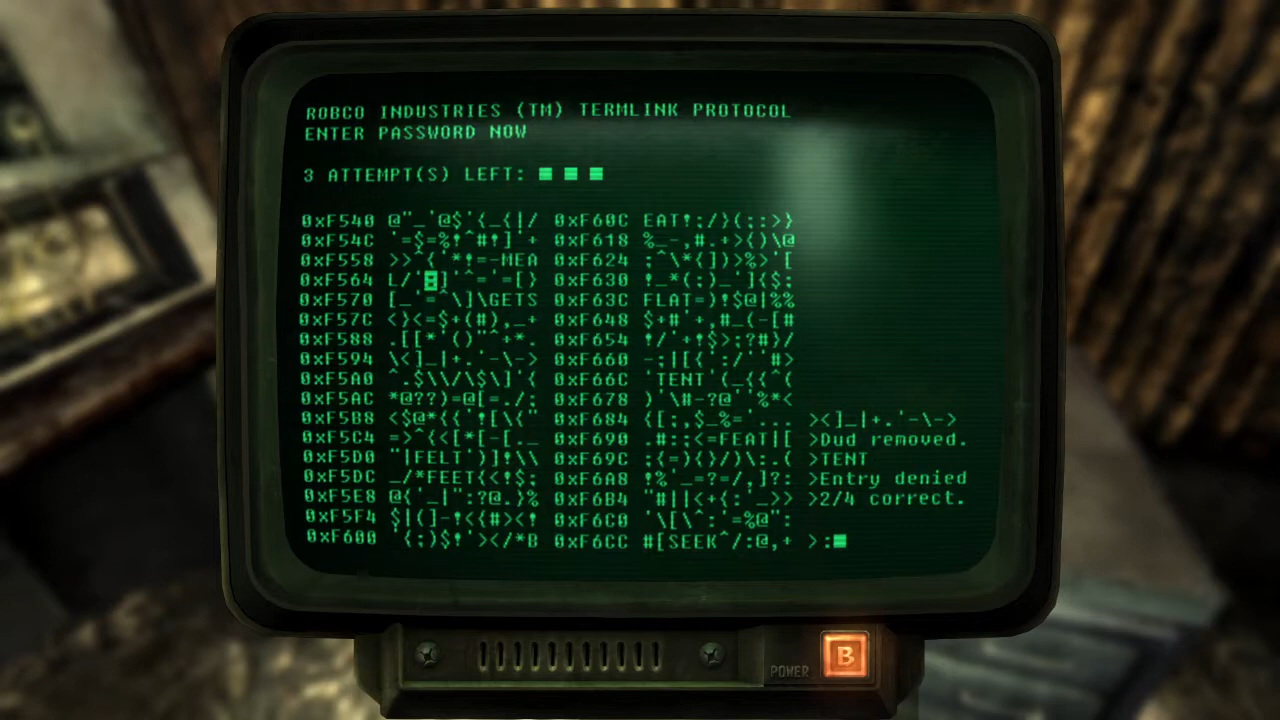 ROBCO INDUSTRIES (TM) TERMLINK PROTOCOL
ENTER PASSWORD NOW
3 ATTEMPT(S) LEFT: ■ ■ ■
0xF540 @"_'@$'{_{|/ 0xF60C EAT!;/}(;:>}
0xF54C '=$=%!^#!]'+ 0xF618 %_-,#.+>{)\@
0xF558 >>^{'*!=-MEA 0xF624 ;^\*{])>%>'[
0xF564 L/' ]'^='=[} 0xF630 !_*(;)_']{$;
0xF570 [_'=^\]\GETS 0xF63C FLAT=)!$@|%%
0xF57C <}<=$+(#),_+ 0xF648 $+#'+,#_(-[#
0xF588 .[[*'()"^+*. 0xF654 !/'+!$>;?#}/
0xF594 \<]_|+.'-\-> 0xF660 -;|[{':/''#>
0xF5A0 ^.$\\/\$\]'{ 0xF66C 'TENT'(_{{^(
0xF5AC *@??)=@[=./; 0xF678 )'\#-?@''%*<
0xF5B8 <$@*{{'![\{" 0xF684 {[:,$_%='... ><]_|+.'-\->
0xF5C4 =>^{<[*[-[._ 0xF690 .#:;<=FEAT|[ >Dud removed.
0xF5D0 "|FELT')]!\\ 0xF69C ;{=){}/)\:.( >TENT
0xF5DC _/*FEET{<!$; 0xF6A8 !%'_=?=/,]?: >Entry denied
0xF5E8 @{'_|":?@.}% 0xF6B4 "#||<+{:'_>> >2/4 correct.
0xF5F4 $|(]-!<{#><! 0xF6C0 '\[\^:'=%@":
0xF600 '{;)$!'></*B 0xF6CC #[SEEK^/:@,+ >:■
POWER
B